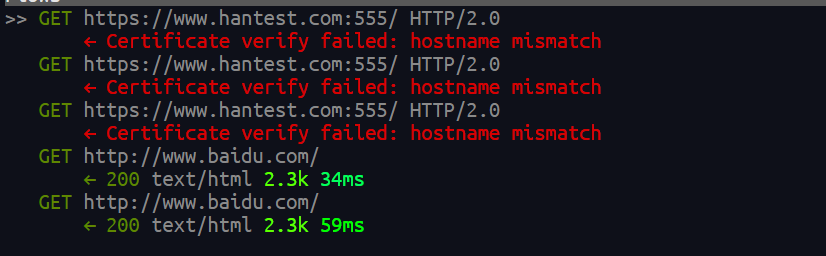 >> GET https://www.hantest.com:555/ HTTP/2.0
← Certificate verify failed: hostname mismatch
GET https://www.hantest.com:555/ HTTP/2.0
← Certificate verify failed: hostname mismatch
GET https://www.hantest.com:555/ HTTP/2.0
← Certificate verify failed: hostname mismatch
GET http://www.baidu.com/
← 200 text/html 2.3k 34ms
GET http://www.baidu.com/
← 200 text/html 2.3k 59ms